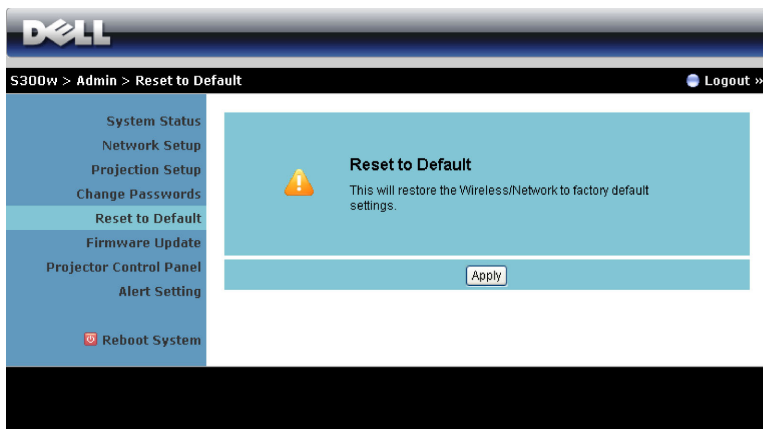 DELL
S300w > Admin > Reset to Default
Logout »
System Status
Network Setup
Projection Setup
Change Passwords
Reset to Default
Firmware Update
Projector Control Panel
Alert Setting
Reboot System
Reset to Default
This will restore the Wireless/Network to factory default
settings.
Apply